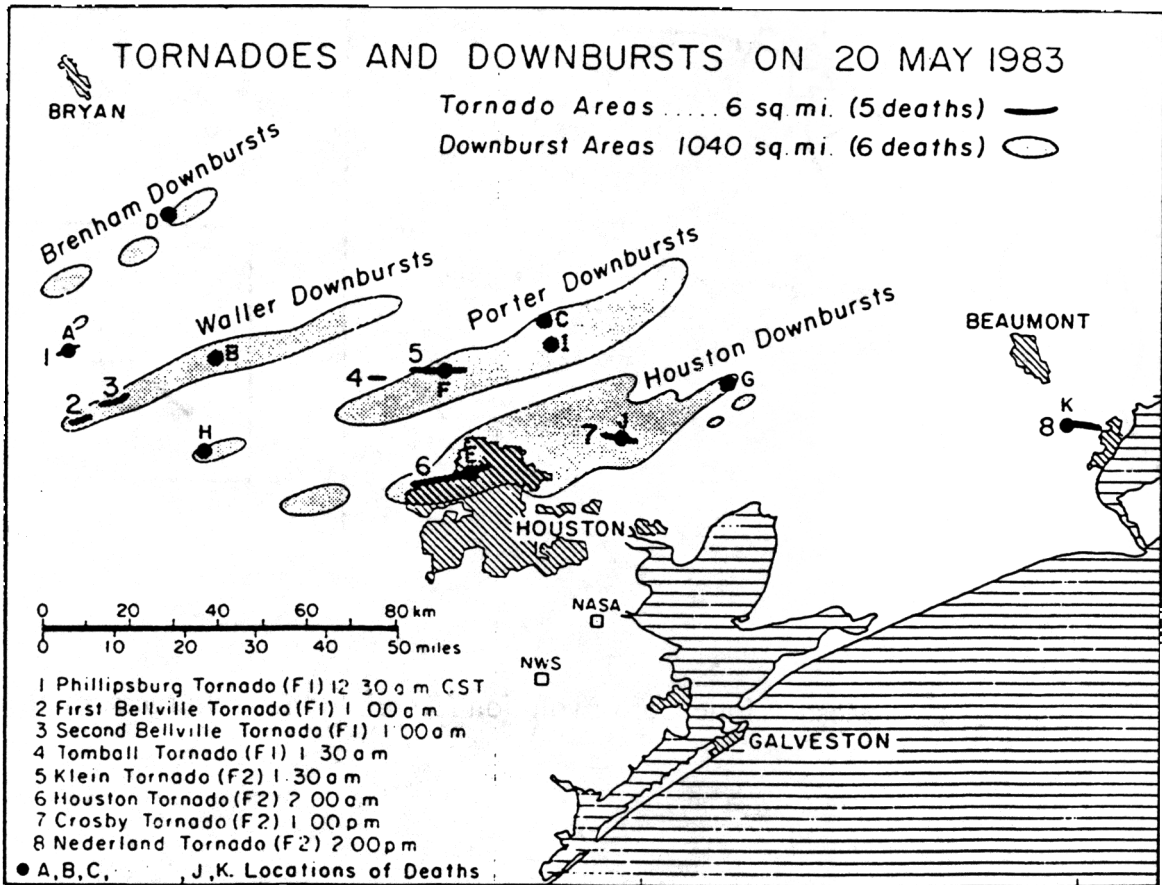 TORNADOES AND DOWNBURSTS ON 20 MAY 1983
BRYAN
Tornado Areas ..... 6 sq. mi. (5 deaths)
Downburst Areas 1040 sq. mi. (6 deaths)
Brenham Downbursts
D
Waller Downbursts
Porter Downbursts
Houston Downbursts
A
1
B
C
I
BEAUMONT
5
4
F
G
3
2
H
J
7
K
8
6
E
HOUSTON
0 20 40 60 80 km
0 10 20 30 40 50 miles
NASA
NWS
GALVESTON
1 Phillipsburg Tornado (F1) 12 30 a m CST
2 First Bellville Tornado (F1) 1 00 a m
3 Second Bellville Tornado (F1) 1 00 a m
4 Tomball Tornado (F1) 1 30 a m
5 Klein Tornado (F2) 1 30 a m
6 Houston Tornado (F2) 2 00 a m
7 Crosby Tornado (F2) 1 00 p m
8 Nederland Tornado (F2) 2 00 p m
● A, B, C, , J, K. Locations of Deaths